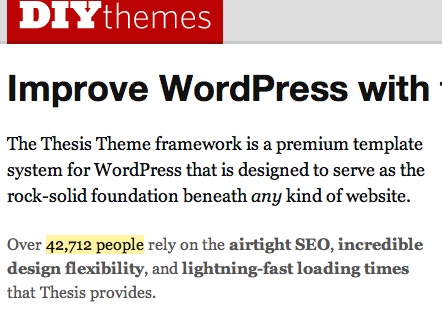 DIYthemes
Improve WordPress with
The Thesis Theme framework is a premium template
system for WordPress that is designed to serve as the
rock-solid foundation beneath any kind of website.
Over 42,712 people rely on the airtight SEO, incredible
design flexibility, and lightning-fast loading times
that Thesis provides.